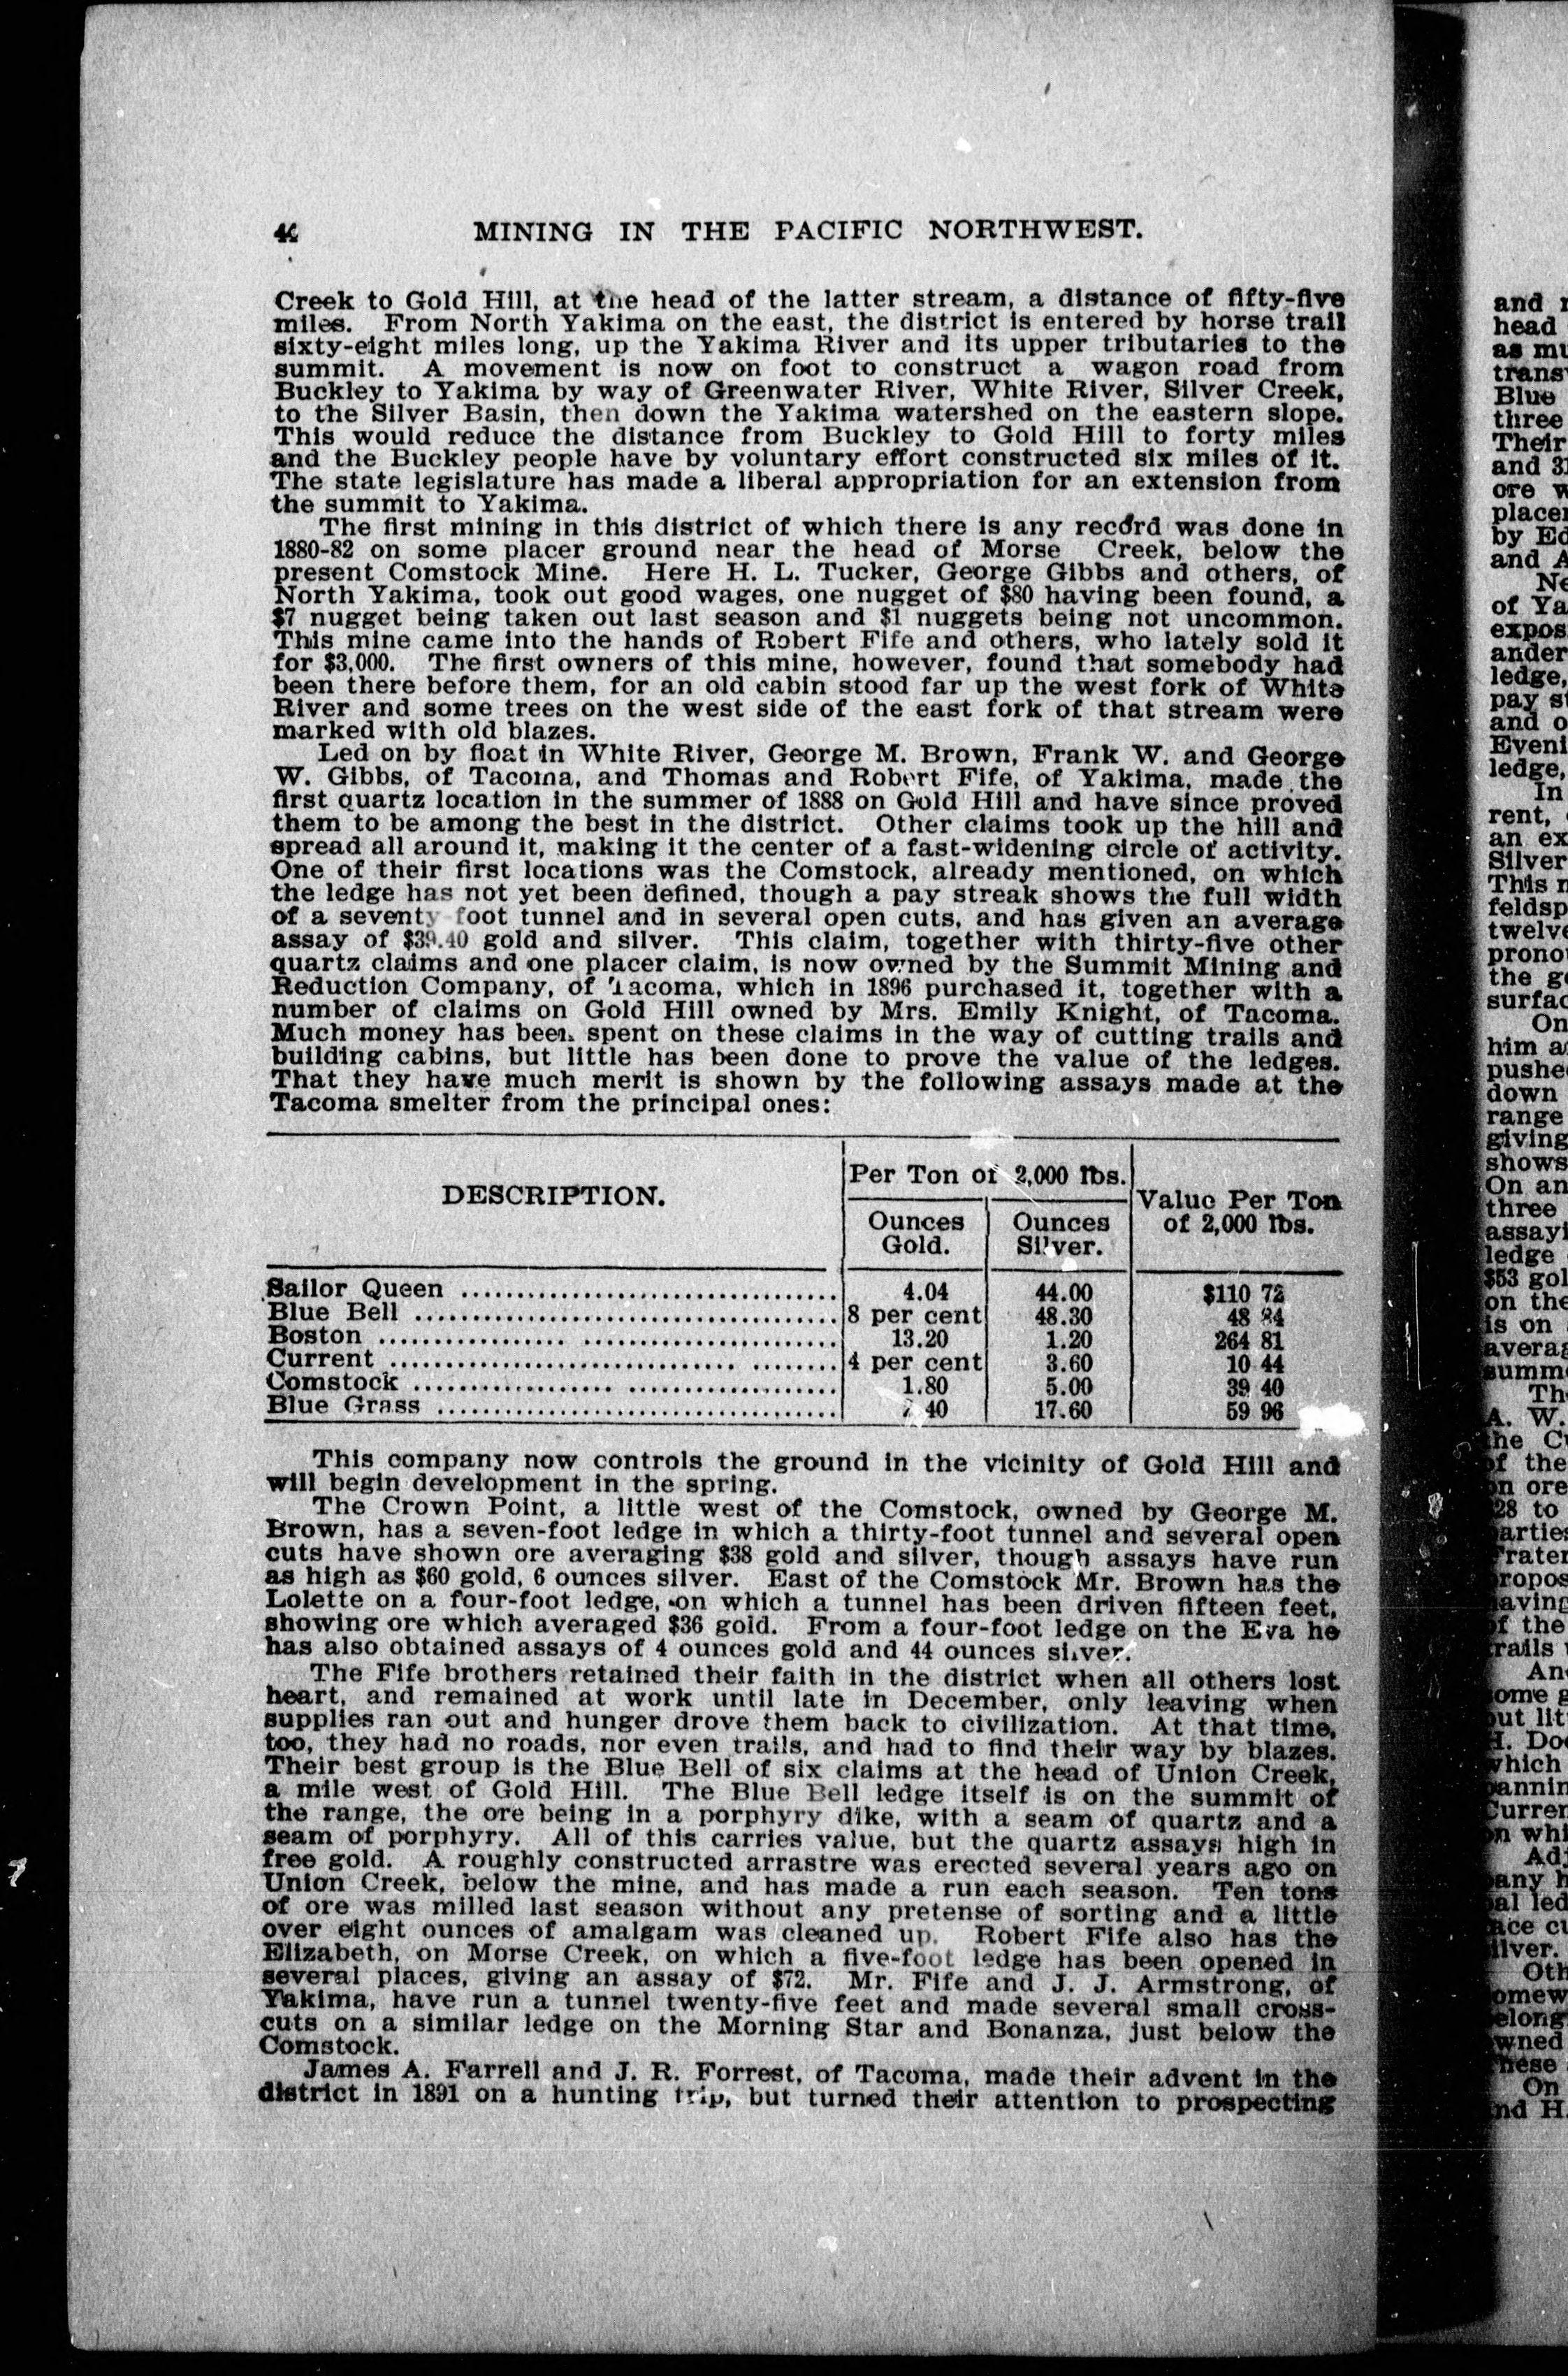 44 MINING IN THE PACIFIC NORTHWEST.
Creek to Gold Hill, at the head of the latter stream, a distance of fifty-five
miles. From North Yakima on the east, the district is entered by horse trail
sixty-eight miles long, up the Yakima River and its upper tributaries to the
summit. A movement is now on foot to construct a wagon road from
Buckley to Yakima by way of Greenwater River, White River, Silver Creek,
to the Silver Basin, then down the Yakima watershed on the eastern slope.
This would reduce the distance from Buckley to Gold Hill to forty miles
and the Buckley people have by voluntary effort constructed six miles of it.
The state legislature has made a liberal appropriation for an extension from
the summit to Yakima.
The first mining in this district of which there is any record was done in
1880-82 on some placer ground near the head of Morse Creek, below the
present Comstock Mine. Here H. L. Tucker, George Gibbs and others, of
North Yakima, took out good wages, one nugget of $80 having been found, a
$7 nugget being taken out last season and $1 nuggets being not uncommon.
This mine came into the hands of Robert Fife and others, who lately sold it
for $3,000. The first owners of this mine, however, found that somebody had
been there before them, for an old cabin stood far up the west fork of White
River and some trees on the west side of the east fork of that stream were
marked with old blazes.
Led on by float in White River, George M. Brown, Frank W. and George
W. Gibbs, of Tacoma, and Thomas and Robert Fife, of Yakima, made the
first quartz location in the summer of 1888 on Gold Hill and have since proved
them to be among the best in the district. Other claims took up the hill and
spread all around it, making it the center of a fast-widening circle of activity.
One of their first locations was the Comstock, already mentioned, on which
the ledge has not yet been defined, though a pay streak shows the full width
of a seventy foot tunnel and in several open cuts, and has given an average
assay of $39.40 gold and silver. This claim, together with thirty-five other
quartz claims and one placer claim, is now owned by the Summit Mining and
Reduction Company, of Tacoma, which in 1896 purchased it, together with a
number of claims on Gold Hill owned by Mrs. Emily Knight, of Tacoma.
Much money has been spent on these claims in the way of cutting trails and
building cabins, but little has been done to prove the value of the ledges.
That they have much merit is shown by the following assays made at the
Tacoma smelter from the principal ones:
DESCRIPTION. Per Ton of 2,000 lbs. Value Per Ton of 2,000 lbs.
Ounces Gold. Ounces Silver.
Sailor Queen 4.04 44.00 $110 72
Blue Bell 8 per cent 48.30 48 84
Boston 13.20 1.20 264 81
Current 4 per cent 3.60 10 44
Comstock 1.80 5.00 39 40
Blue Grass 40 17.60 59 96
This company now controls the ground in the vicinity of Gold Hill and
will begin development in the spring.
The Crown Point, a little west of the Comstock, owned by George M.
Brown, has a seven-foot ledge in which a thirty-foot tunnel and several open
cuts have shown ore averaging $38 gold and silver, though assays have run
as high as $60 gold, 6 ounces silver. East of the Comstock Mr. Brown has the
Lolette on a four-foot ledge, on which a tunnel has been driven fifteen feet,
showing ore which averaged $36 gold. From a four-foot ledge on the Eva he
has also obtained assays of 4 ounces gold and 44 ounces silver.
The Fife brothers retained their faith in the district when all others lost
heart, and remained at work until late in December, only leaving when
supplies ran out and hunger drove them back to civilization. At that time,
too, they had no roads, nor even trails, and had to find their way by blazes.
Their best group is the Blue Bell of six claims at the head of Union Creek,
a mile west of Gold Hill. The Blue Bell ledge itself is on the summit of
the range, the ore being in a porphyry dike, with a seam of quartz and a
seam of porphyry. All of this carries value, but the quartz assays high in
free gold. A roughly constructed arrastre was erected several years ago on
Union Creek, below the mine, and has made a run each season. Ten tons
of ore was milled last season without any pretense of sorting and a little
over eight ounces of amalgam was cleaned up. Robert Fife also has the
Elizabeth, on Morse Creek, on which a five-foot ledge has been opened in
several places, giving an assay of $72. Mr. Fife and J. J. Armstrong, of
Yakima, have run a tunnel twenty-five feet and made several small cross-
cuts on a similar ledge on the Morning Star and Bonanza, just below the
Comstock.
James A. Farrell and J. R. Forrest, of Tacoma, made their advent in the
district in 1891 on a hunting trip, but turned their attention to prospecting